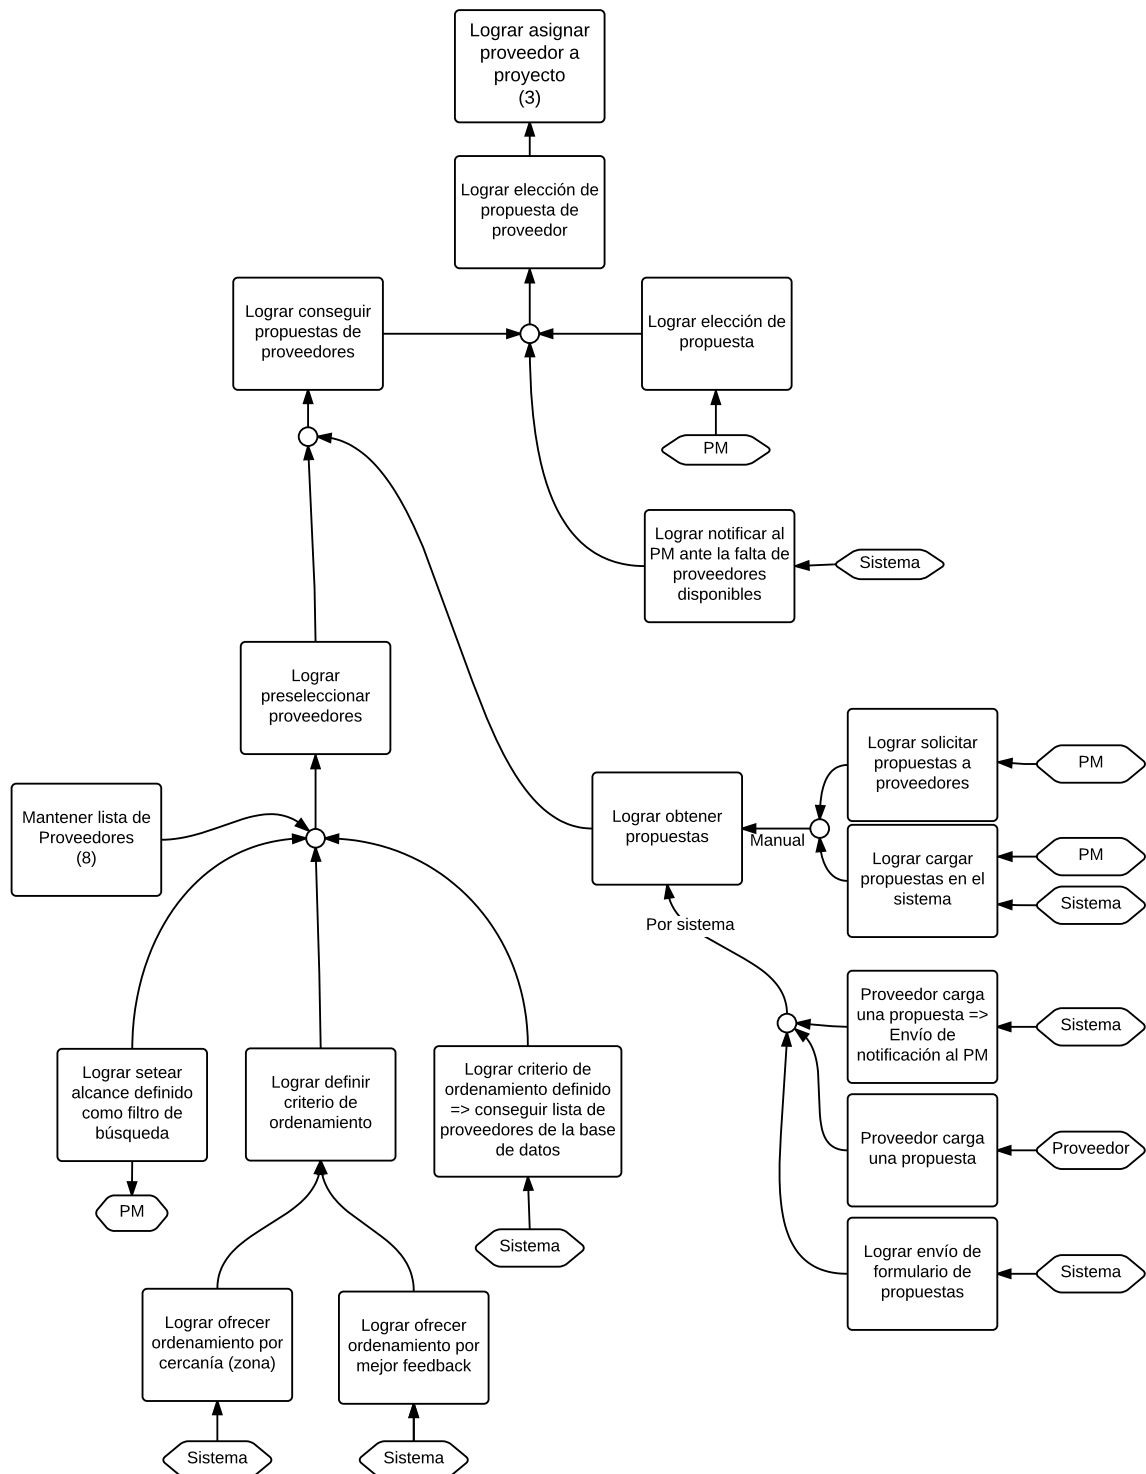 Lograr asignar
proveedor a
proyecto
(3)
Lograr elección de
propuesta de
proveedor
Lograr conseguir
propuestas de
proveedores
Lograr elección de
propuesta
PM
Lograr notificar al
PM ante la falta de
proveedores
disponibles
Sistema
Lograr
preseleccionar
proveedores
Mantener lista de
Proveedores
(8)
Lograr obtener
propuestas
Manual
Por sistema
Lograr solicitar
propuestas a
proveedores
PM
Lograr cargar
propuestas en el
sistema
PM
Sistema
Proveedor carga
una propuesta =>
Envío de
notificación al PM
Sistema
Proveedor carga
una propuesta
Proveedor
Lograr envío de
formulario de
propuestas
Sistema
Lograr setear
alcance definido
como filtro de
búsqueda
PM
Lograr definir
criterio de
ordenamiento
Lograr criterio de
ordenamiento definido
=> conseguir lista de
proveedores de la base
de datos
Sistema
Lograr ofrecer
ordenamiento por
cercanía (zona)
Sistema
Lograr ofrecer
ordenamiento por
mejor feedback
Sistema